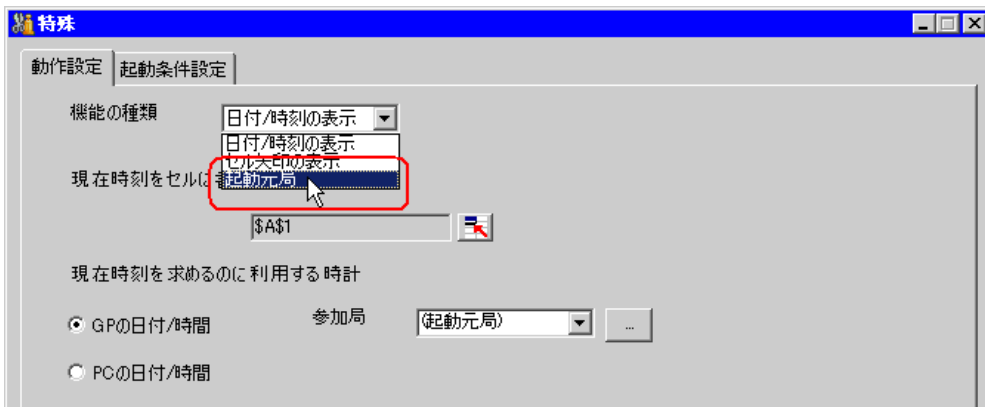 特殊
動作設定 起動条件設定
機能の種類 日付/時刻の表示
日付/時刻の表示
セル矢印の表示
現在時刻をセルに書 起動元局
$A$1
現在時刻を求めるのに利用する時計
GPの日付/時間 参加局 (起動元局) ...
PCの日付/時間